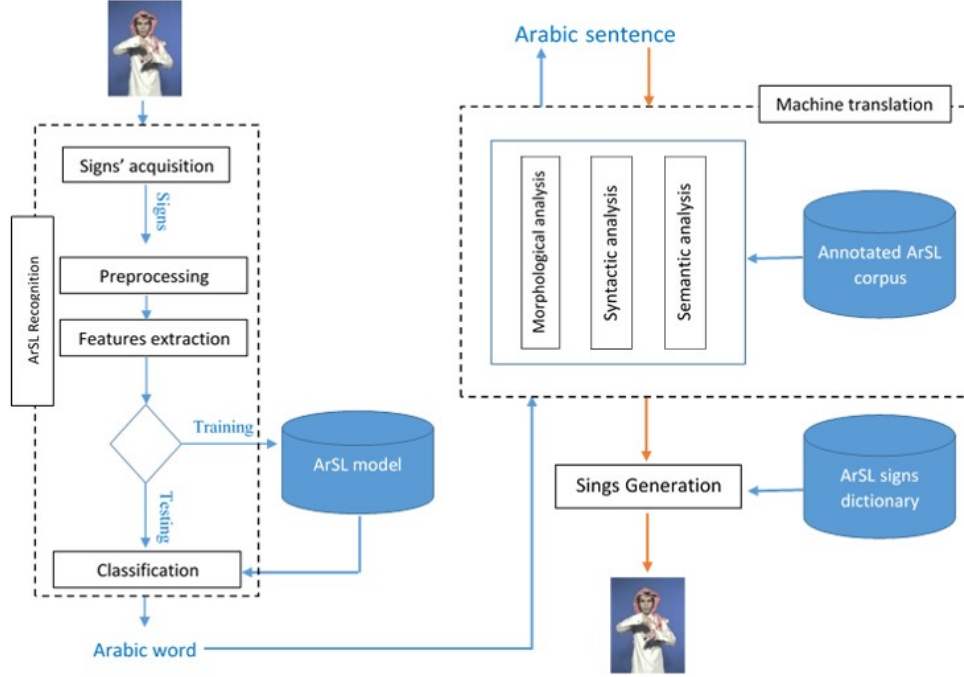 Signs' acquisition
Signs
Preprocessing
Features extraction
ArSL Recognition
Training
ArSL model
Testing
Classification
Arabic word
Arabic sentence
Machine translation
Morphological analysis
Syntactic analysis
Semantic analysis
Annotated ArSL
corpus
Sings Generation
ArSL signs
dictionary